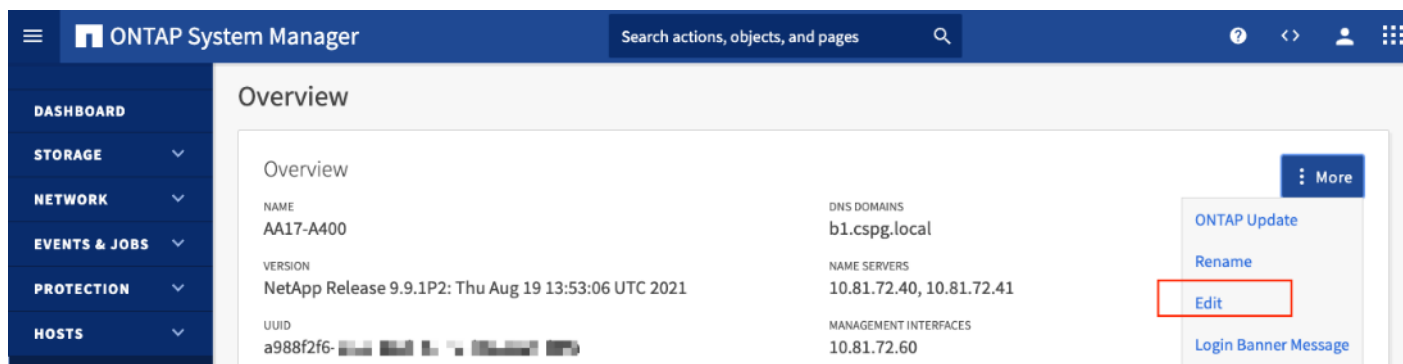 ONTAP System Manager
Search actions, objects, and pages
Overview
DASHBOARD
STORAGE
NETWORK
EVENTS & JOBS
PROTECTION
HOSTS
Overview
More
NAME
AA17-A400
DNS DOMAINS
b1.cspg.local
VERSION
NetApp Release 9.9.1P2: Thu Aug 19 13:53:06 UTC 2021
NAME SERVERS
10.81.72.40, 10.81.72.41
UUID
a988f2f6-
MANAGEMENT INTERFACES
10.81.72.60
ONTAP Update
Rename
Edit
Login Banner Message